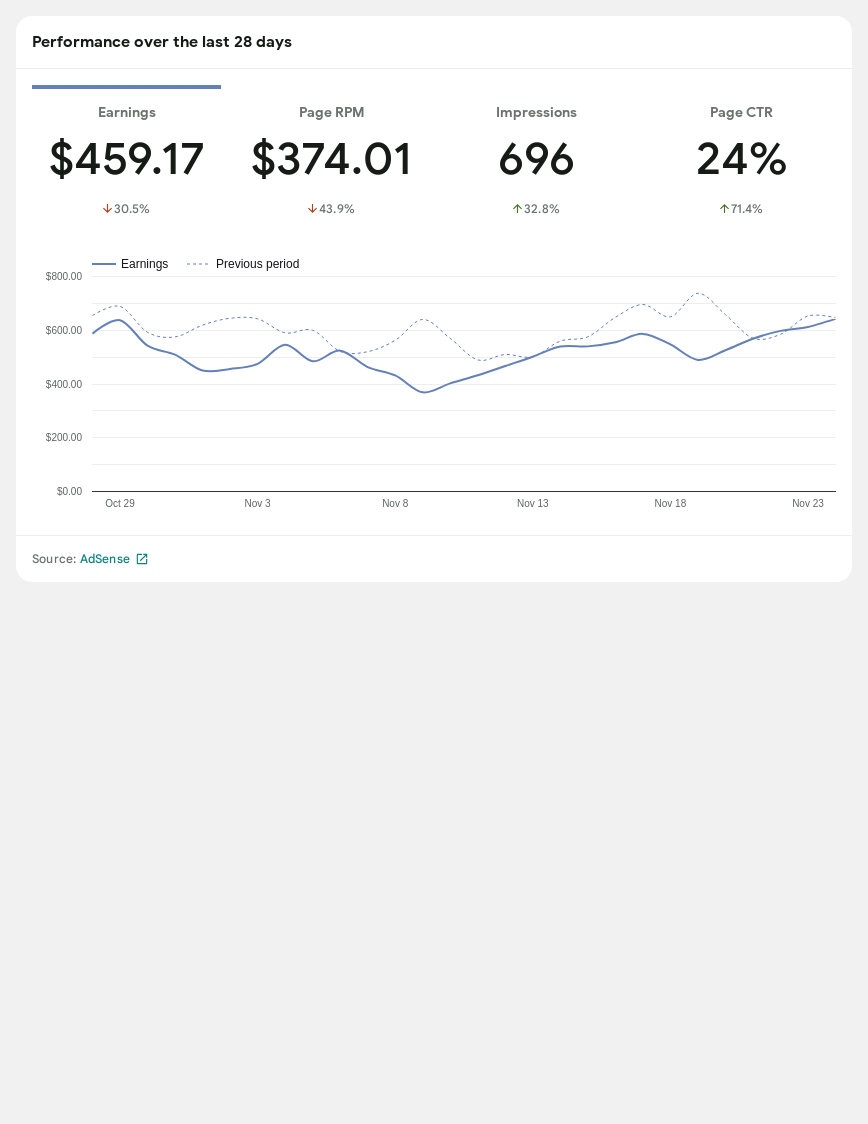 Performance over the last 28 days
Earnings Page RPM Impressions Page CTR
$459.17 $374.01 696 24%
30.5% 43.9% 32.8% 71.4%
Earnings Previous period
$800.00
$600.00
$400.00
$200.00
$0.00
Oct 29 Nov 3 Nov 8 Nov 13 Nov 18 Nov 23
Source: AdSense